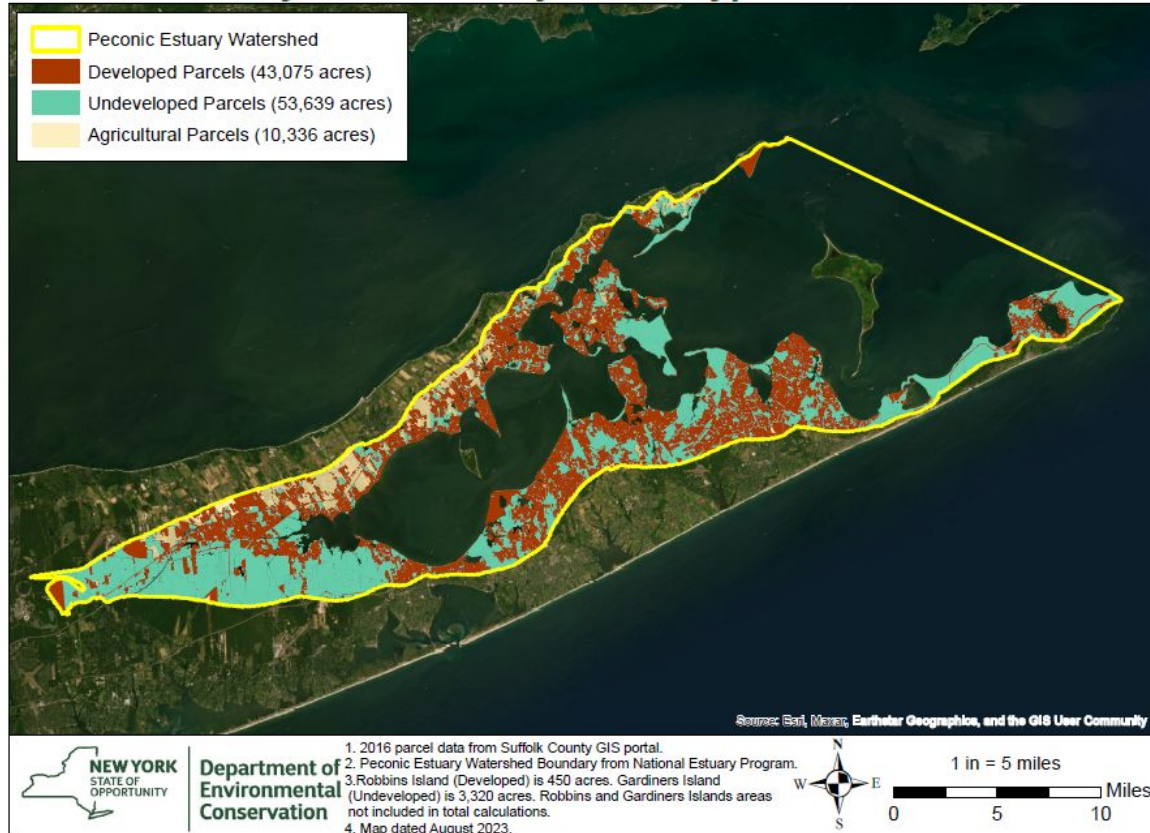 Peconic Estuary Watershed
Developed Parcels (43,075 acres)
Undeveloped Parcels (53,639 acres)
Agricultural Parcels (10,336 acres)
Source: Esri, Maxar, Earthstar Geographics, and the GIS User Community
NEW YORK
STATE OF
OPPORTUNITY
Department of
Environmental
Conservation
1. 2016 parcel data from Suffolk County GIS portal.
2. Peconic Estuary Watershed Boundary from National Estuary Program.
3.Robbins Island (Developed) is 450 acres. Gardiners Island
(Undeveloped) is 3,320 acres. Robbins and Gardiners Islands areas
not included in total calculations.
4. Map dated August 2023.
N
W E
S
1 in = 5 miles
Miles
0 5 10